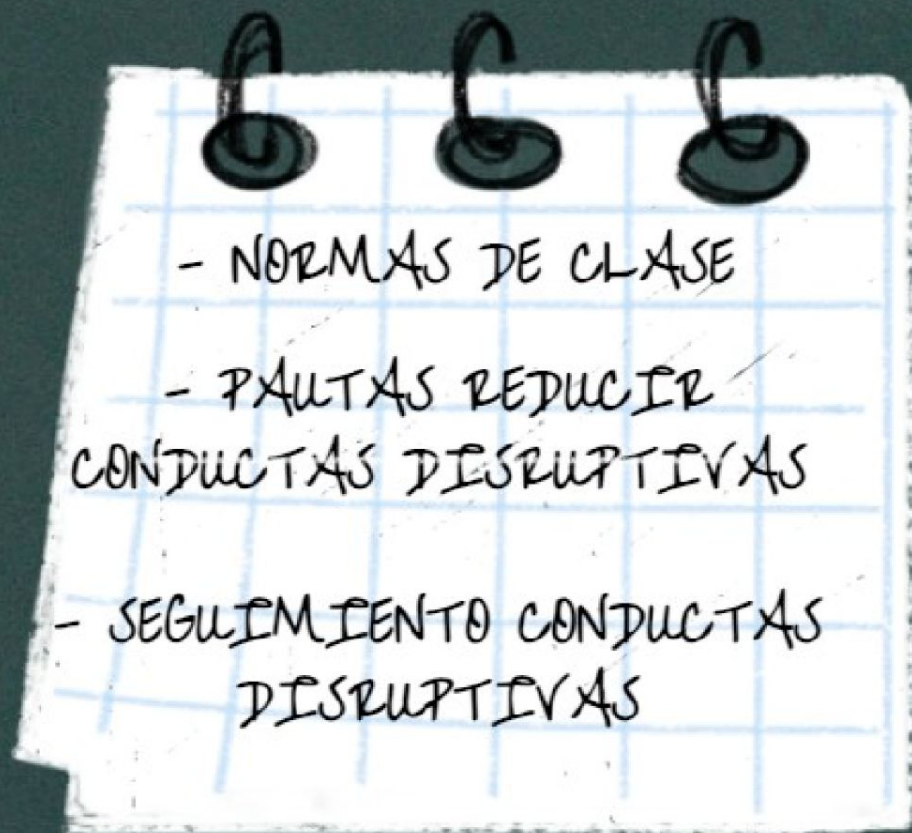 - NORMAS DE CLASE
- PAUTAS REDUCIR
CONDUCTAS DISRUPTIVAS
- SEGUIMIENTO CONDUCTAS
DISRUPTIVAS